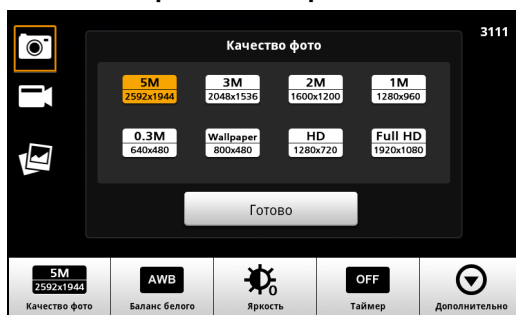 3111
Качество фото
5M 3M 2M 1M
2592x1944 2048x1536 1600x1200 1280x960
0.3M Wallpaper HD Full HD
640x480 800x480 1280x720 1920x1080
Готово
5M
2592x1944 AWB 0 OFF
Качество фото Баланс белого Яркость Таймер Дополнительно